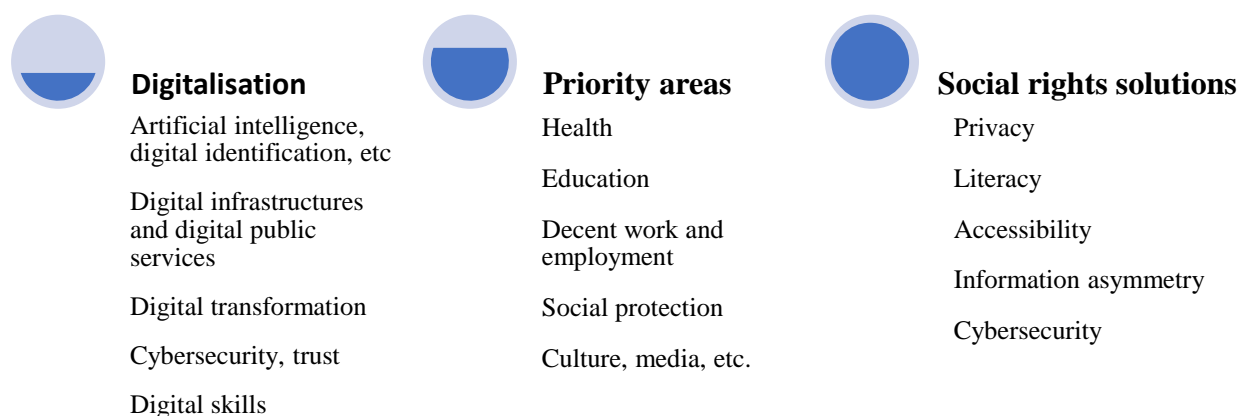 Digitalisation
Artificial intelligence,
digital identification, etc
Digital infrastructures
and digital public
services
Digital transformation
Cybersecurity, trust
Digital skills
Priority areas
Health
Education
Decent work and
employment
Social protection
Culture, media, etc.
Social rights solutions
Privacy
Literacy
Accessibility
Information asymmetry
Cybersecurity